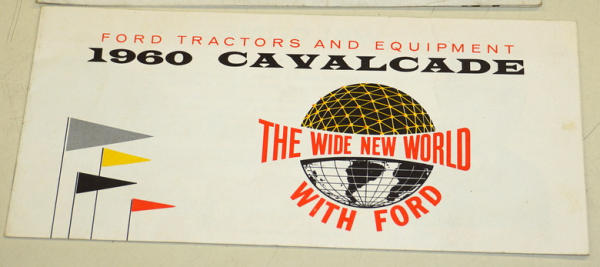 FORD TRACTORS AND EQUIPMENT
1960 CAVALCADE
THE WIDE NEW WORLD
WITH FORD